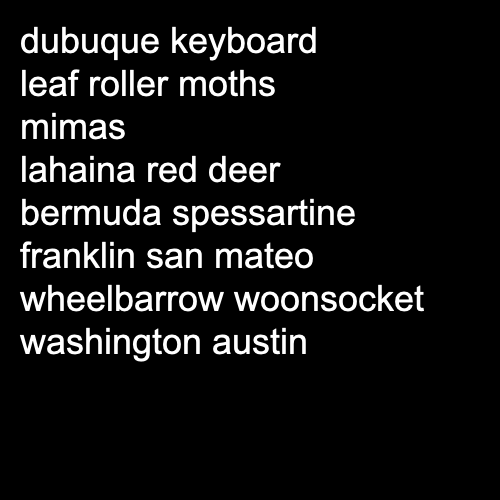 dubuque keyboard
leaf roller moths
mimas
lahaina red deer
bermuda spessartine
franklin san mateo
wheelbarrow woonsocket
washington austin